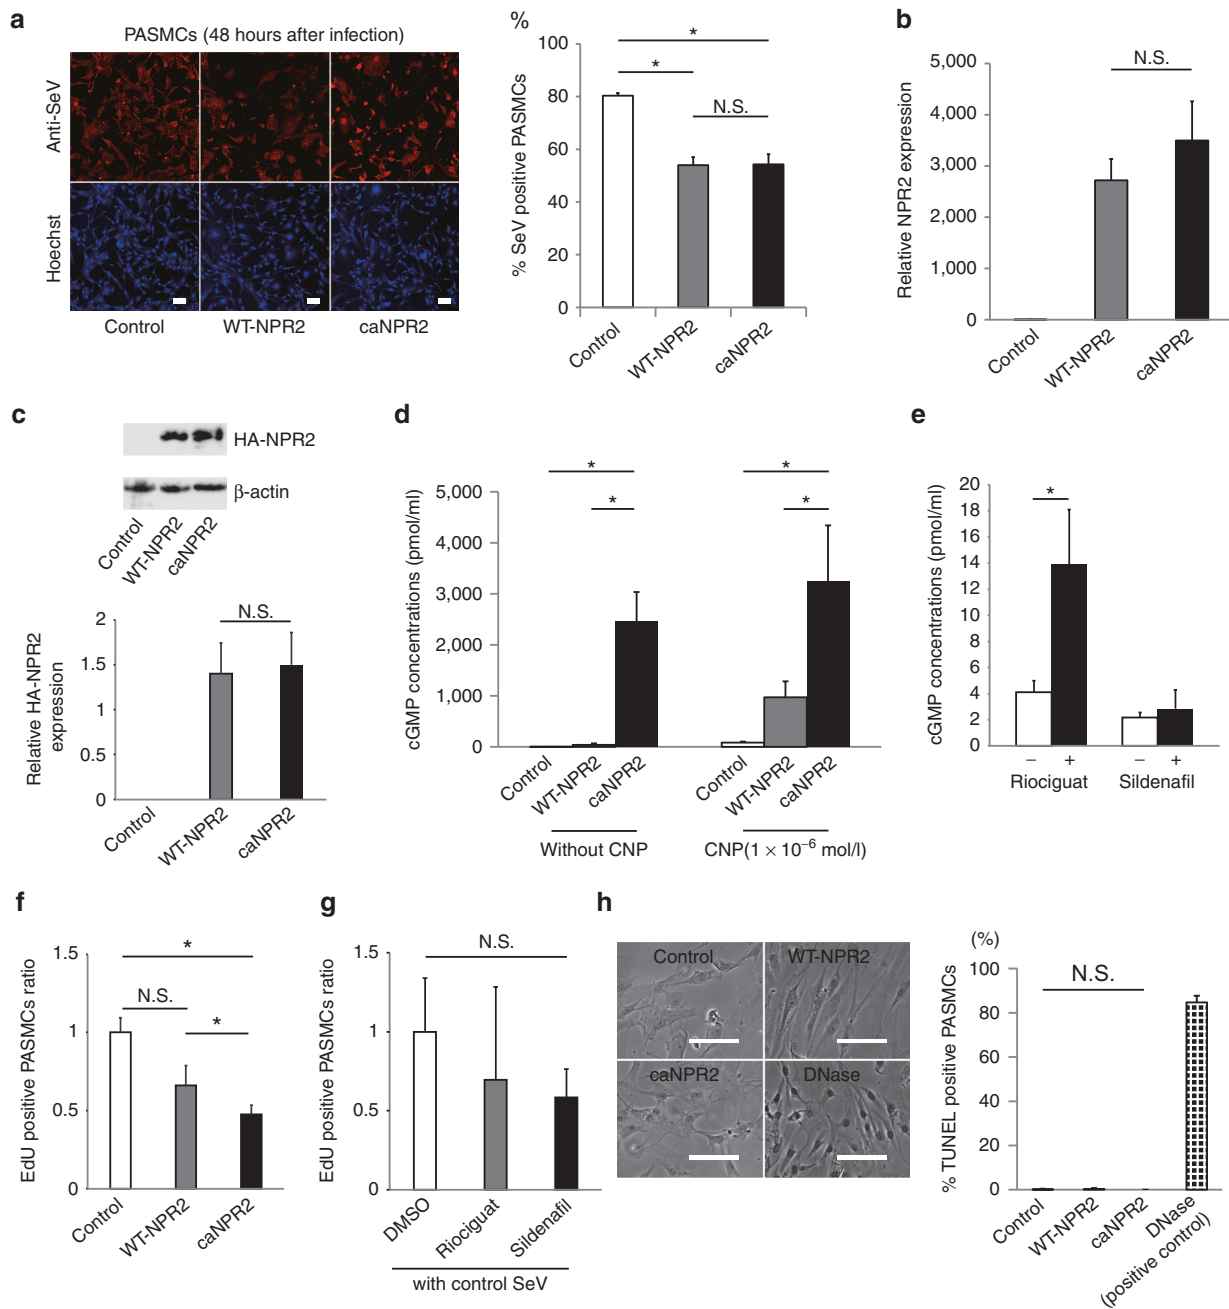 a
PASMCs (48 hours after infection)
Anti-SeV
Hoechst
Control
WT-NPR2
caNPR2
%
% SeV positive PASMCs
100
80
60
40
20
0
*
*
N.S.
Control
WT-NPR2
caNPR2
b
Relative NPR2 expression
5,000
4,000
3,000
2,000
1,000
0
N.S.
Control
WT-NPR2
caNPR2
c
HA-NPR2
β-actin
Control
WT-NPR2
caNPR2
Relative HA-NPR2
expression
2
1.5
1
0.5
0
N.S.
Control
WT-NPR2
caNPR2
d
cGMP concentrations (pmol/ml)
5,000
4,000
3,000
2,000
1,000
0
*
*
*
*
Control
WT-NPR2
caNPR2
Without CNP
Control
WT-NPR2
caNPR2
CNP(1 × 10⁻⁶ mol/l)
e
cGMP concentrations (pmol/ml)
20
18
16
14
12
10
8
6
4
2
0
*
− + − +
Riociguat Sildenafil
f
EdU positive PASMCs ratio
1.5
1
0.5
0
*
N.S.
*
Control
WT-NPR2
caNPR2
g
EdU positive PASMCs ratio
1.5
1
0.5
0
N.S.
DMSO
Riociguat
Sildenafil
with control SeV
h
Control
WT-NPR2
caNPR2
DNase
(%)
% TUNEL positive PASMCs
100
80
60
40
20
0
N.S.
Control
WT-NPR2
caNPR2
DNase
(positive control)